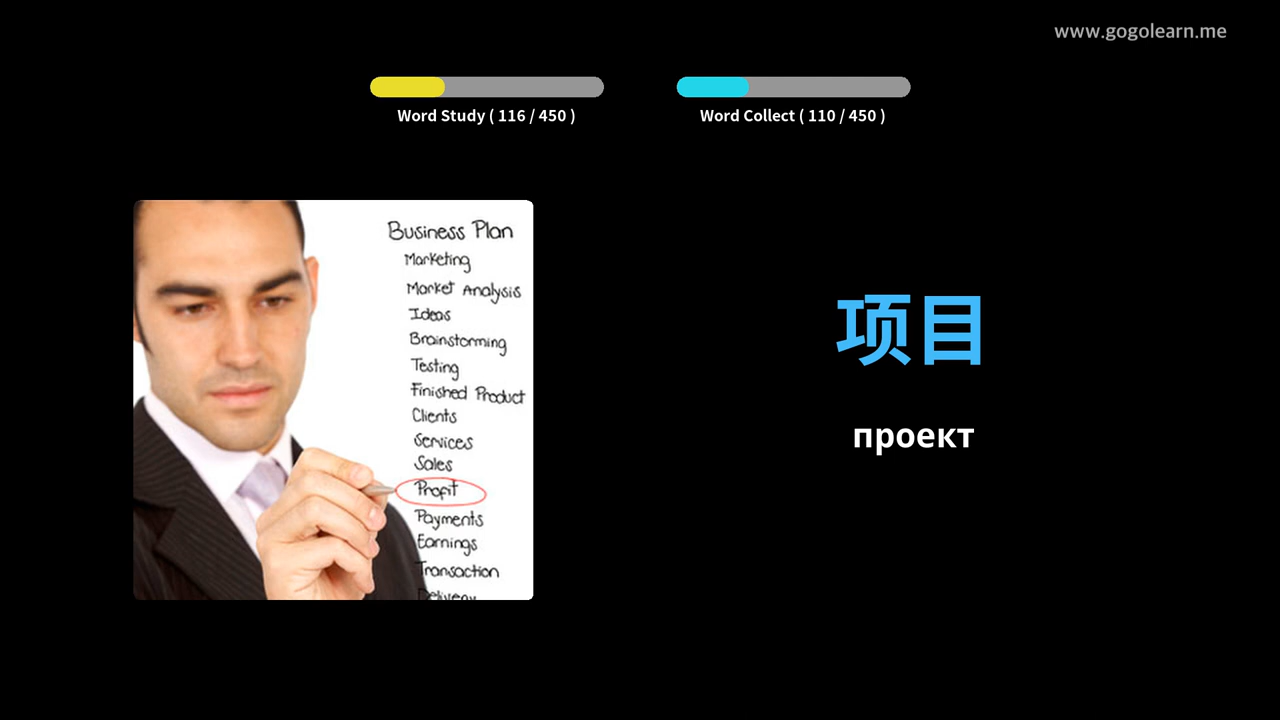 www.gogolearn.me
Word Study ( 116 / 450 )
Word Collect ( 110 / 450 )
Business Plan
Marketing
Market Analysis
Ideas
Brainstorming
Testing
Finished Product
Clients
Services
Sales
Profit
Payments
Earnings
Transaction
Delivery
项目
проект